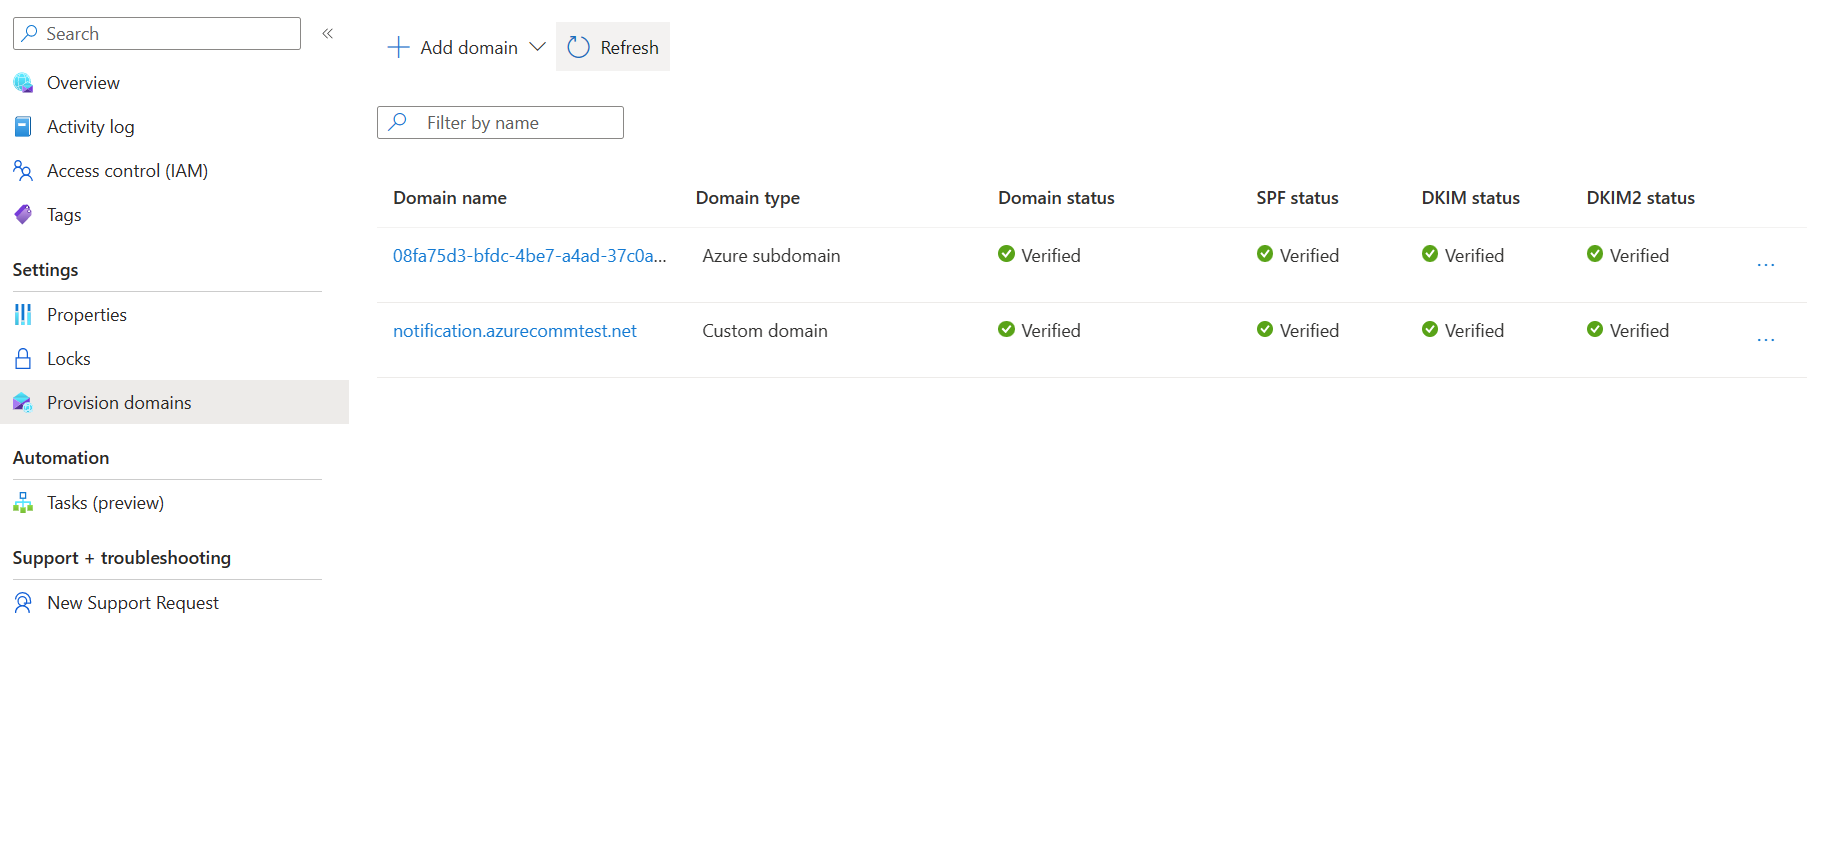 Search
Overview
Activity log
Access control (IAM)
Tags
Settings
Properties
Locks
Provision domains
Automation
Tasks (preview)
Support + troubleshooting
New Support Request
Add domain Refresh
Filter by name
Domain name Domain type Domain status SPF status DKIM status DKIM2 status
08fa75d3-bfdc-4be7-a4ad-37c0a... Azure subdomain Verified Verified Verified Verified ...
notification.azurecommtest.net Custom domain Verified Verified Verified Verified ...